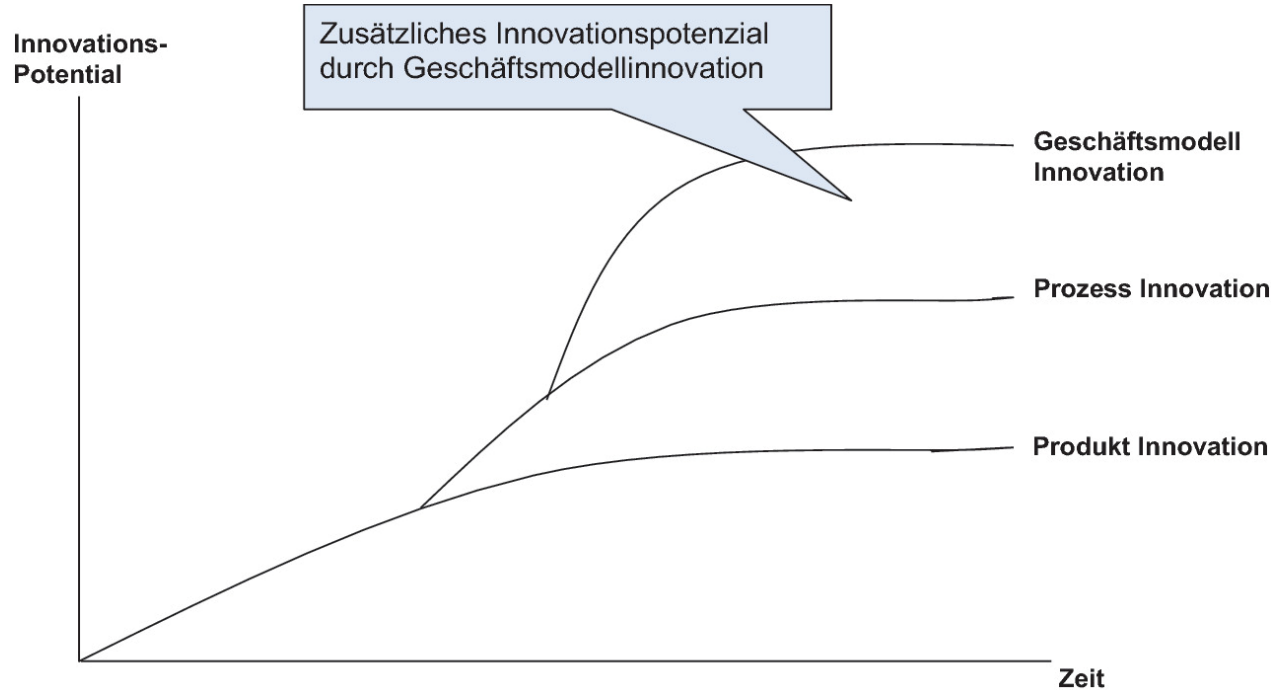 Innovations-
Potential
Zusätzliches Innovationspotenzial
durch Geschäftsmodellinnovation
Geschäftsmodell
Innovation
Prozess Innovation
Produkt Innovation
Zeit